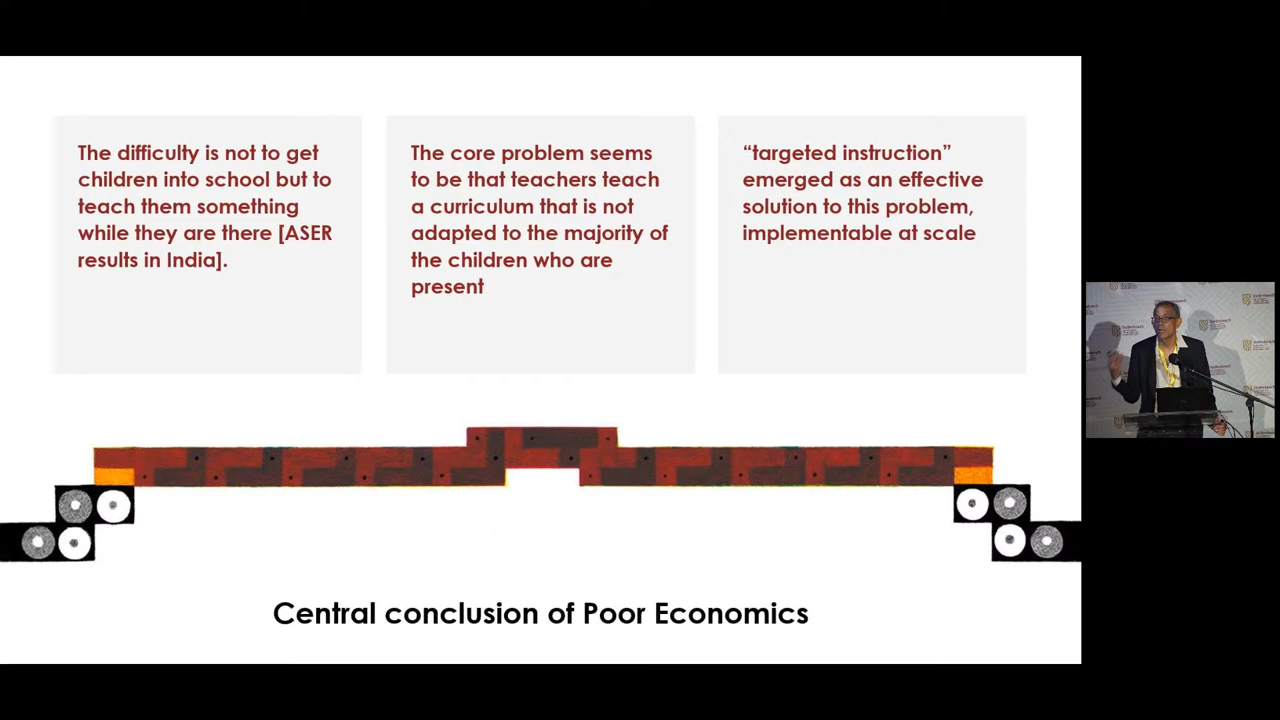 The difficulty is not to get
children into school but to
teach them something
while they are there [ASER
results in India].
The core problem seems
to be that teachers teach
a curriculum that is not
adapted to the majority of
the children who are
present
“targeted instruction”
emerged as an effective
solution to this problem,
implementable at scale
Central conclusion of Poor Economics